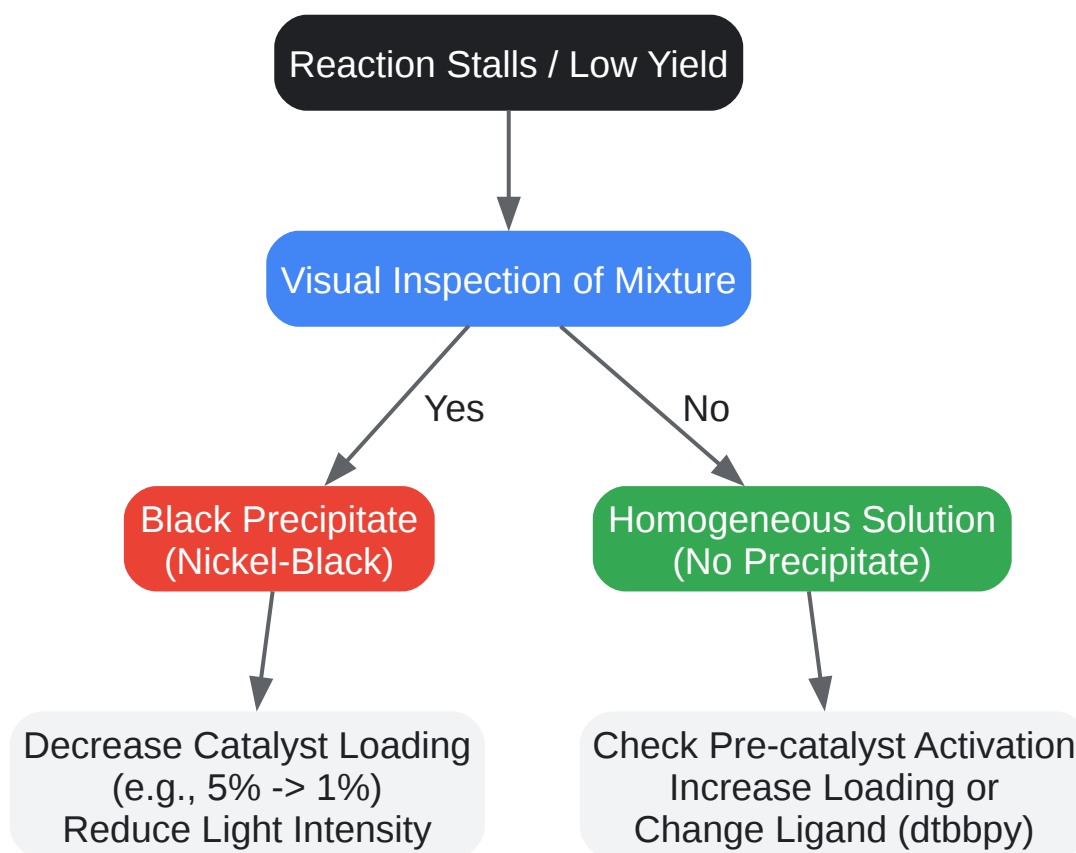 Reaction Stalls / Low Yield
Visual Inspection of Mixture
Yes
No
Black Precipitate
(Nickel-Black)
Homogeneous Solution
(No Precipitate)
Decrease Catalyst Loading
(e.g., 5% -> 1%)
Reduce Light Intensity
Check Pre-catalyst Activation
Increase Loading or
Change Ligand (dtbbpy)